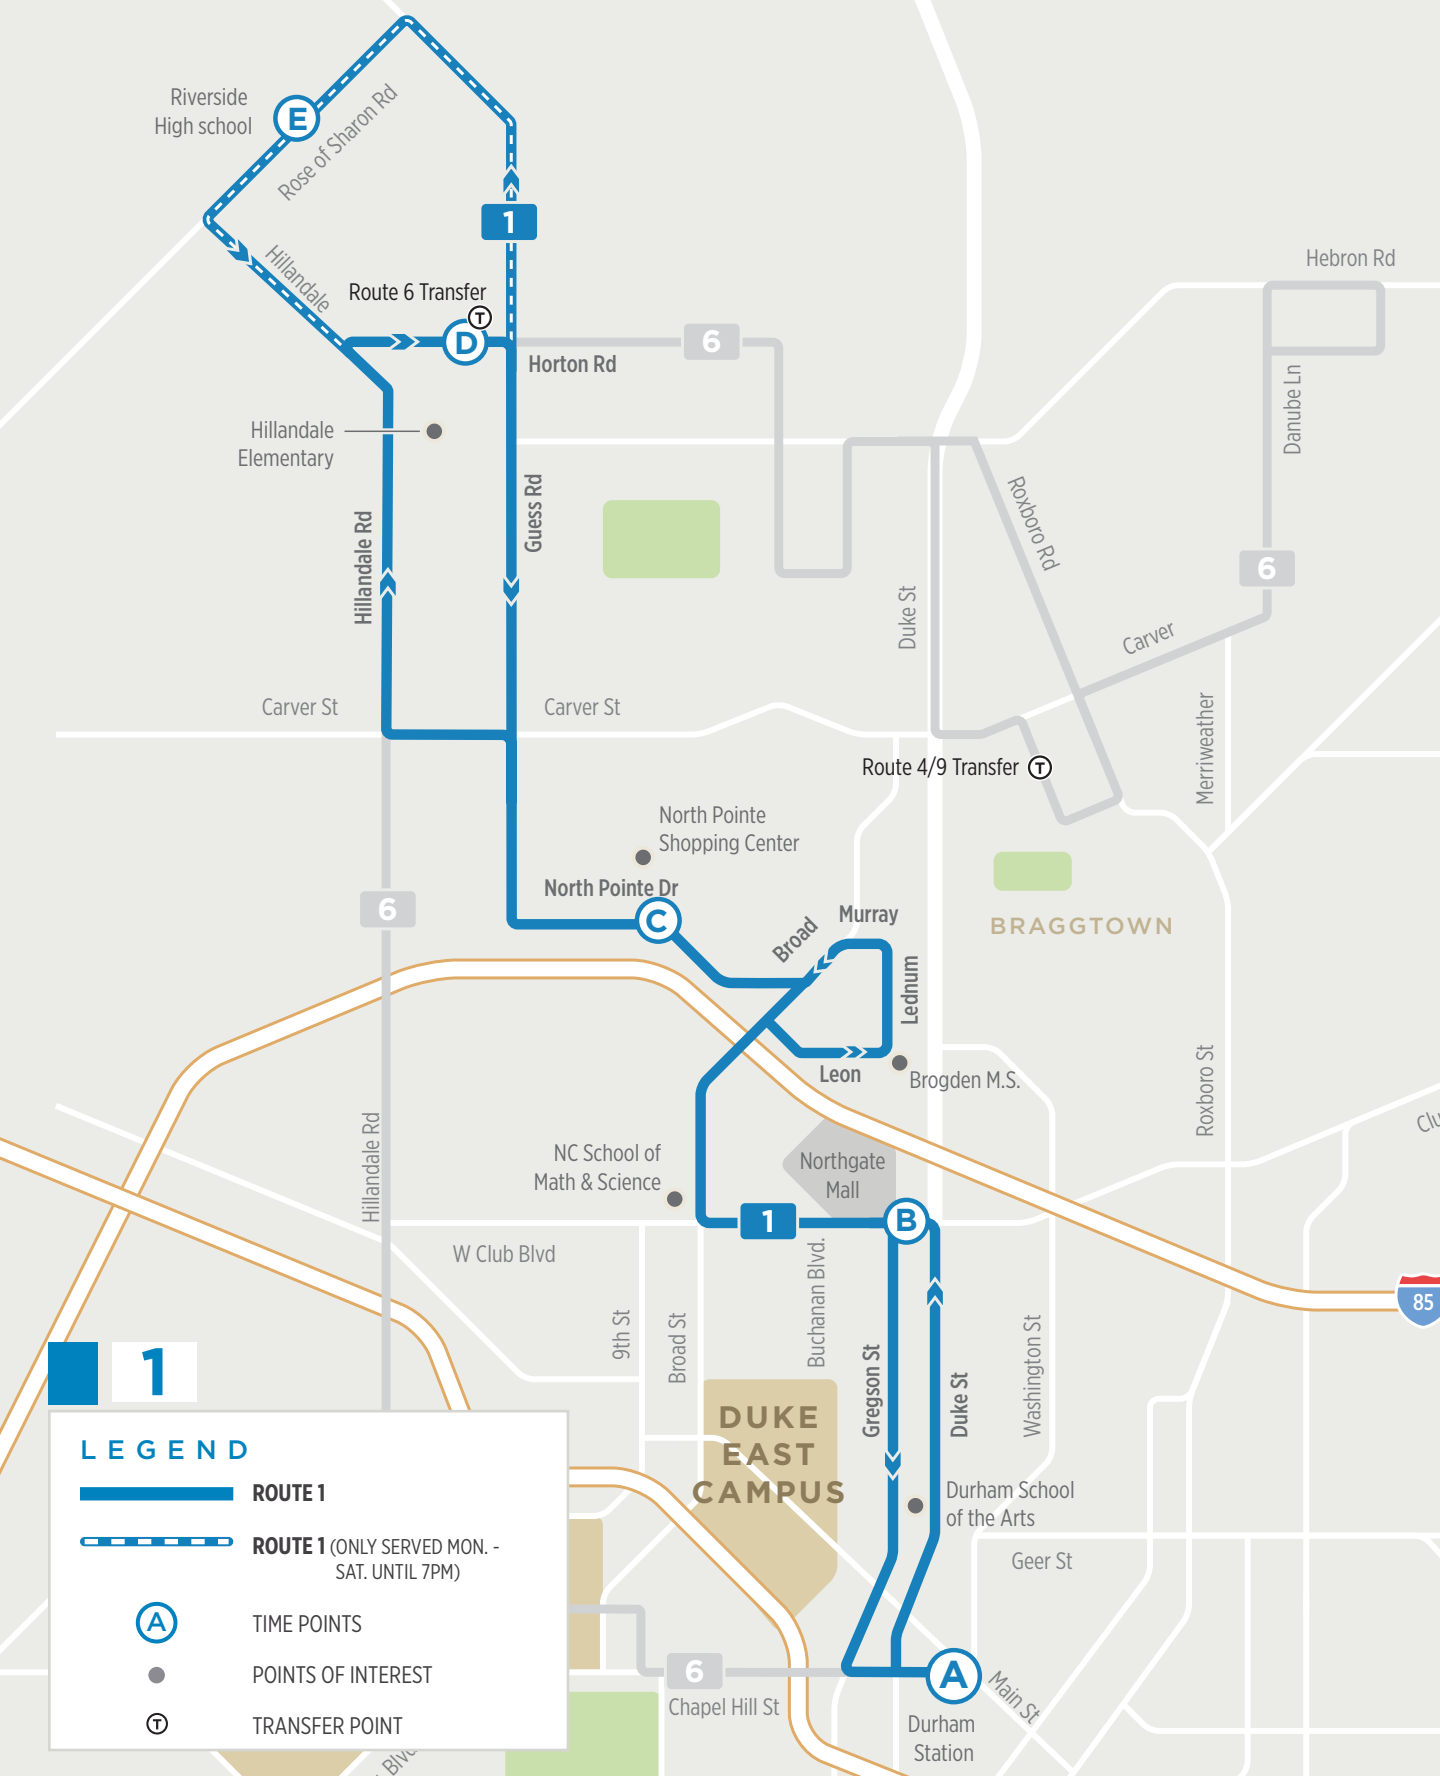 Riverside
High school
E
Rose of Sharon Rd
1
Hillandale
Route 6 Transfer
T
D
Horton Rd
6
Hebron Rd
Danube Ln
Hillandale
Elementary
Guess Rd
Hillandale Rd
Roxboro Rd
6
Duke St
Carver
Carver St
Carver St
Merriweather
Route 4/9 Transfer
T
North Pointe
Shopping Center
North Pointe Dr
C
6
Broad
Murray
Lednum
BRAGGTOWN
Leon
Brogden M.S.
Roxboro St
Clu
Hillandale Rd
NC School of
Math & Science
Northgate
Mall
1
B
W Club Blvd
Buchanan Blvd.
9th St
Broad St
Gregson St
Duke St
Washington St
85
1
DUKE
EAST
CAMPUS
Durham School
of the Arts
Geer St
6
Chapel Hill St
A
Main St
Durham
Station
LEGEND
ROUTE 1
ROUTE 1 (ONLY SERVED MON. -
SAT. UNTIL 7PM)
A
TIME POINTS
POINTS OF INTEREST
T
TRANSFER POINT
Blvd